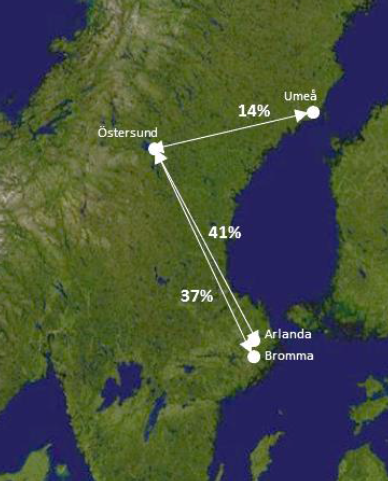 Umeå
14%
Östersund
41%
37%
Arlanda
Bromma